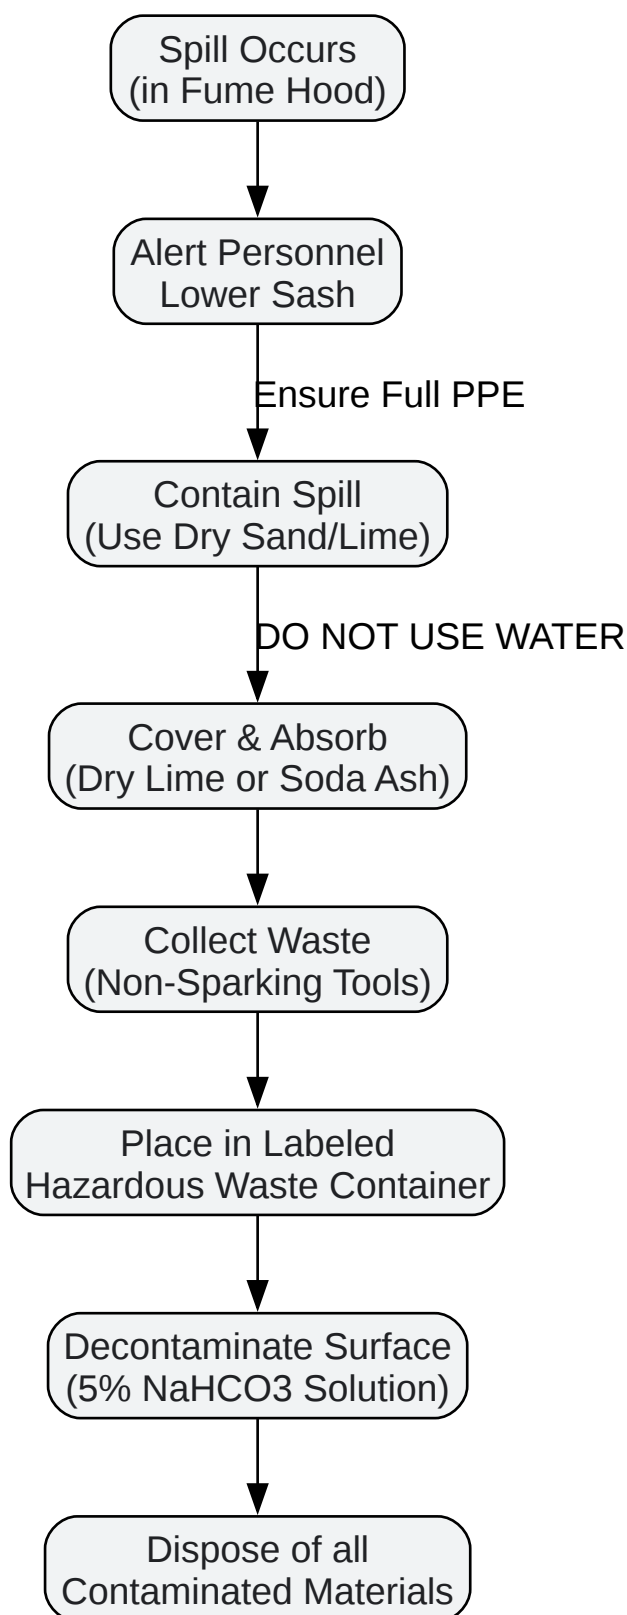 Spill Occurs
(in Fume Hood)
Alert Personnel
Lower Sash
Ensure Full PPE
Contain Spill
(Use Dry Sand/Lime)
DO NOT USE WATER
Cover & Absorb
(Dry Lime or Soda Ash)
Collect Waste
(Non-Sparking Tools)
Place in Labeled
Hazardous Waste Container
Decontaminate Surface
(5% NaHCO3 Solution)
Dispose of all
Contaminated Materials